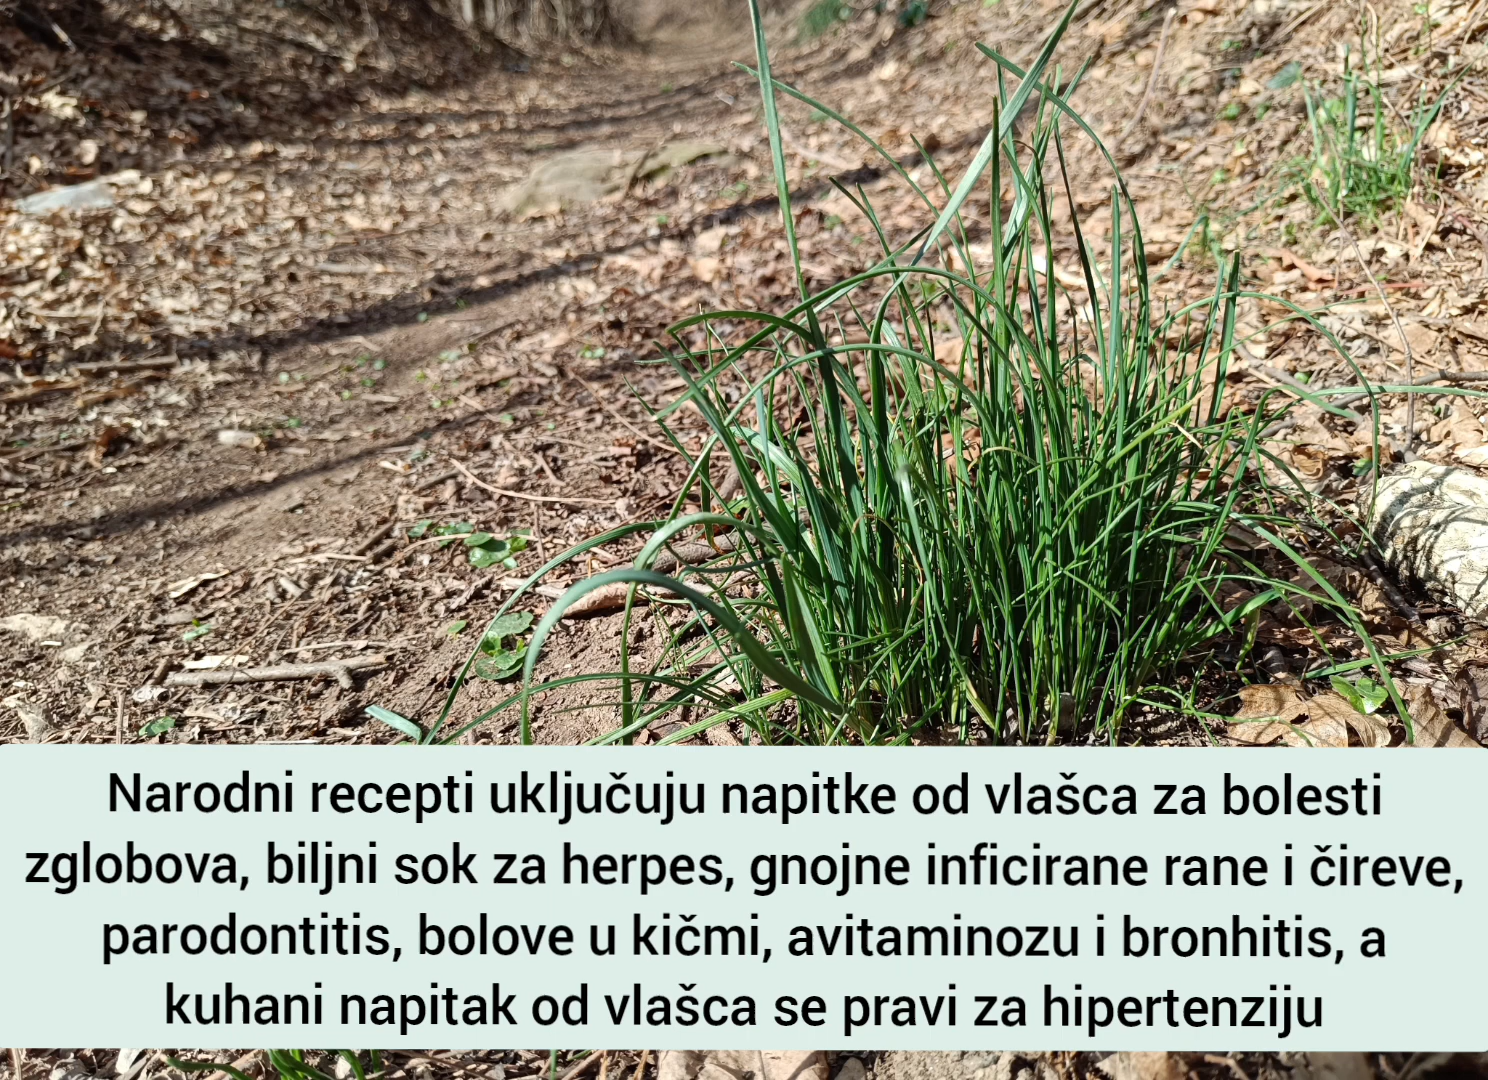 Narodni recepti uključuju napitke od vlašca za bolesti
zglobova, biljni sok za herpes, gnojne inficirane rane i čireve,
parodontitis, bolove u kičmi, avitaminozu i bronhitis, a
kuhani napitak od vlašca se pravi za hipertenziju